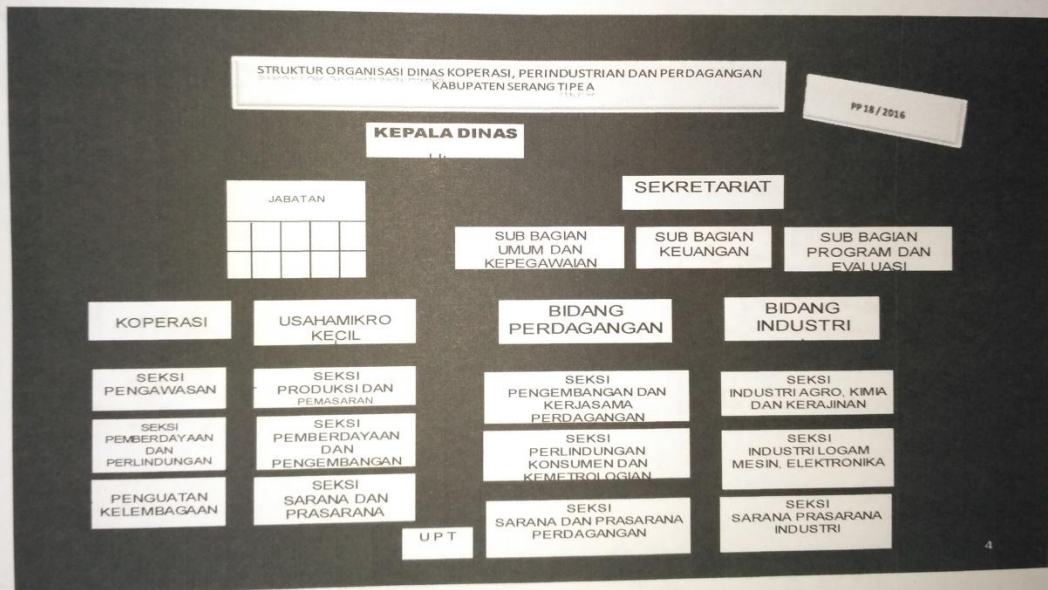 STRUKTUR ORGANISASI DINAS KOPERASI, PERINDUSTRIAN DAN PERDAGANGAN
KABUPATEN SERANG TIPE A
PP 18 / 2016
KEPALA DINAS
JABATAN
SEKRETARIAT
SUB BAGIAN
UMUM DAN
KEPEGAWAIAN
SUB BAGIAN
KEUANGAN
SUB BAGIAN
PROGRAM DAN
EVALUASI
KOPERASI
USAHAMIKRO
KECIL
BIDANG
PERDAGANGAN
BIDANG
INDUSTRI
SEKSI
PENGAWASAN
SEKSI
PRODUKSI DAN
PEMASARAN
SEKSI
PENGEMBANGAN DAN
KERJASAMA
PERDAGANGAN
SEKSI
INDUSTRI AGRO, KIMIA
DAN KERAJINAN
SEKSI
PEMBERDAYAAN
DAN
PERLINDUNGAN
SEKSI
PEMBERDAYAAN
DAN
PENGEMBANGAN
SEKSI
PERLINDUNGAN
KONSUMEN DAN
KEMETROLOGIAN
SEKSI
INDUSTRI LOGAM
MESIN, ELEKTRONIKA
PENGUATAN
KELEMBAGAAN
SEKSI
SARANA DAN
PRASARANA
SEKSI
SARANA DAN PRASARANA
PERDAGANGAN
SEKSI
SARANA PRASARANA
INDUSTRI
U P T
4